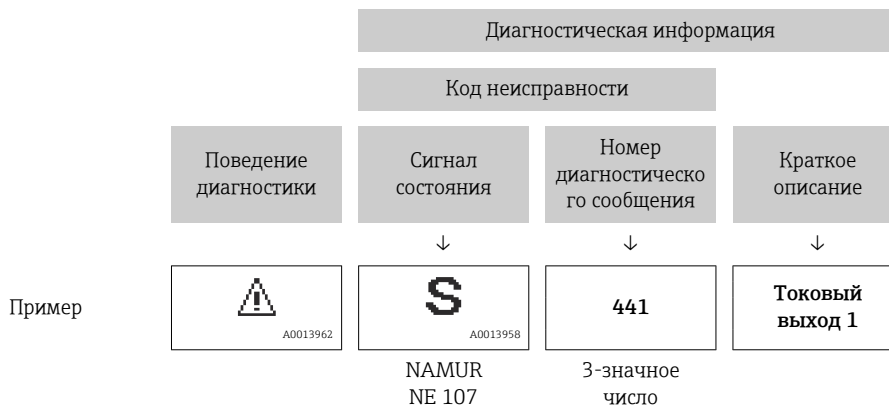 Диагностическая информация
Код неисправности
Поведение
диагностики
Сигнал
состояния
Номер
диагностическо
го сообщения
Краткое
описание
↓ ↓ ↓
Пример
A0013962
S
A0013958
441
Токовый
выход 1
NAMUR
NE 107
3-значное
число